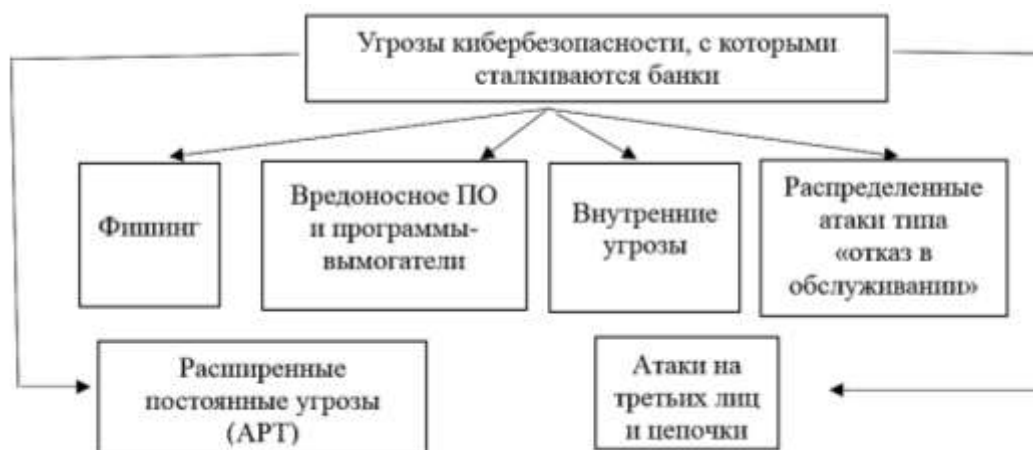 Угрозы кибербезопасности, с которыми
сталкиваются банки
Фишинг
Вредоносное ПО
и программы-
вымогатели
Внутренние
угрозы
Распределенные
атаки типа
«отказ в
обслуживании»
Расширенные
постоянные угрозы
(APT)
Атаки на
третьих лиц
и цепочки